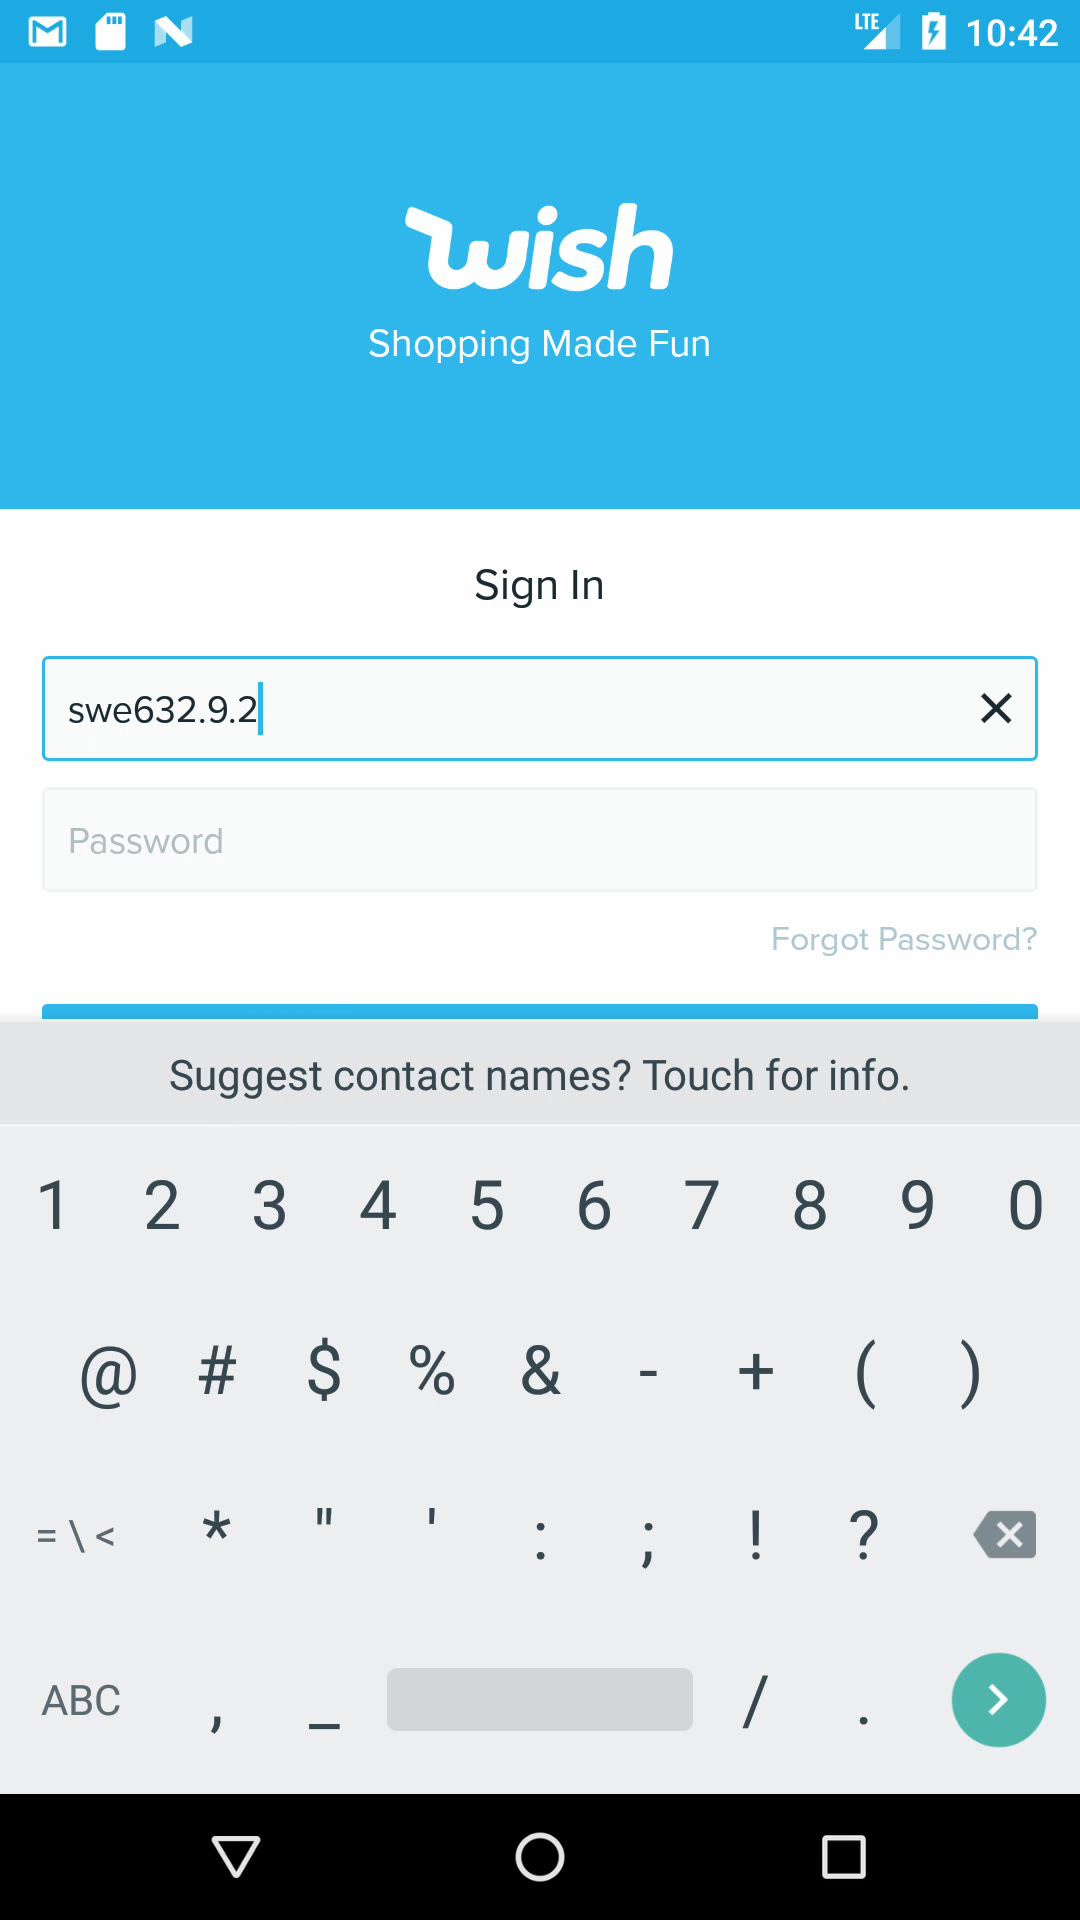 LTE 10:42
wish
Shopping Made Fun
Sign In
swe632.9.2
Password
Forgot Password?
Suggest contact names? Touch for info.
1 2 3 4 5 6 7 8 9 0
@ # $ % & - + ( )
= \ < * " ' : ; ! ?
ABC , _ / .